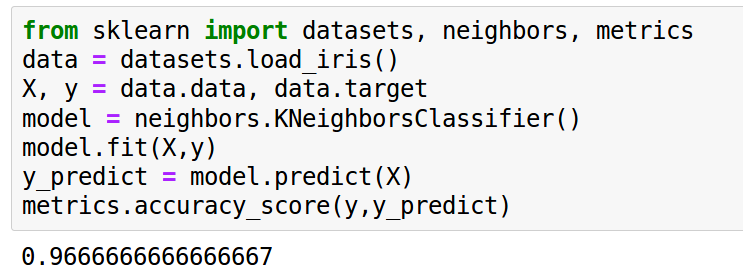 from sklearn import datasets, neighbors, metrics
data = datasets.load_iris()
X, y = data.data, data.target
model = neighbors.KNeighborsClassifier()
model.fit(X,y)
y_predict = model.predict(X)
metrics.accuracy_score(y,y_predict)
0.9666666666666667